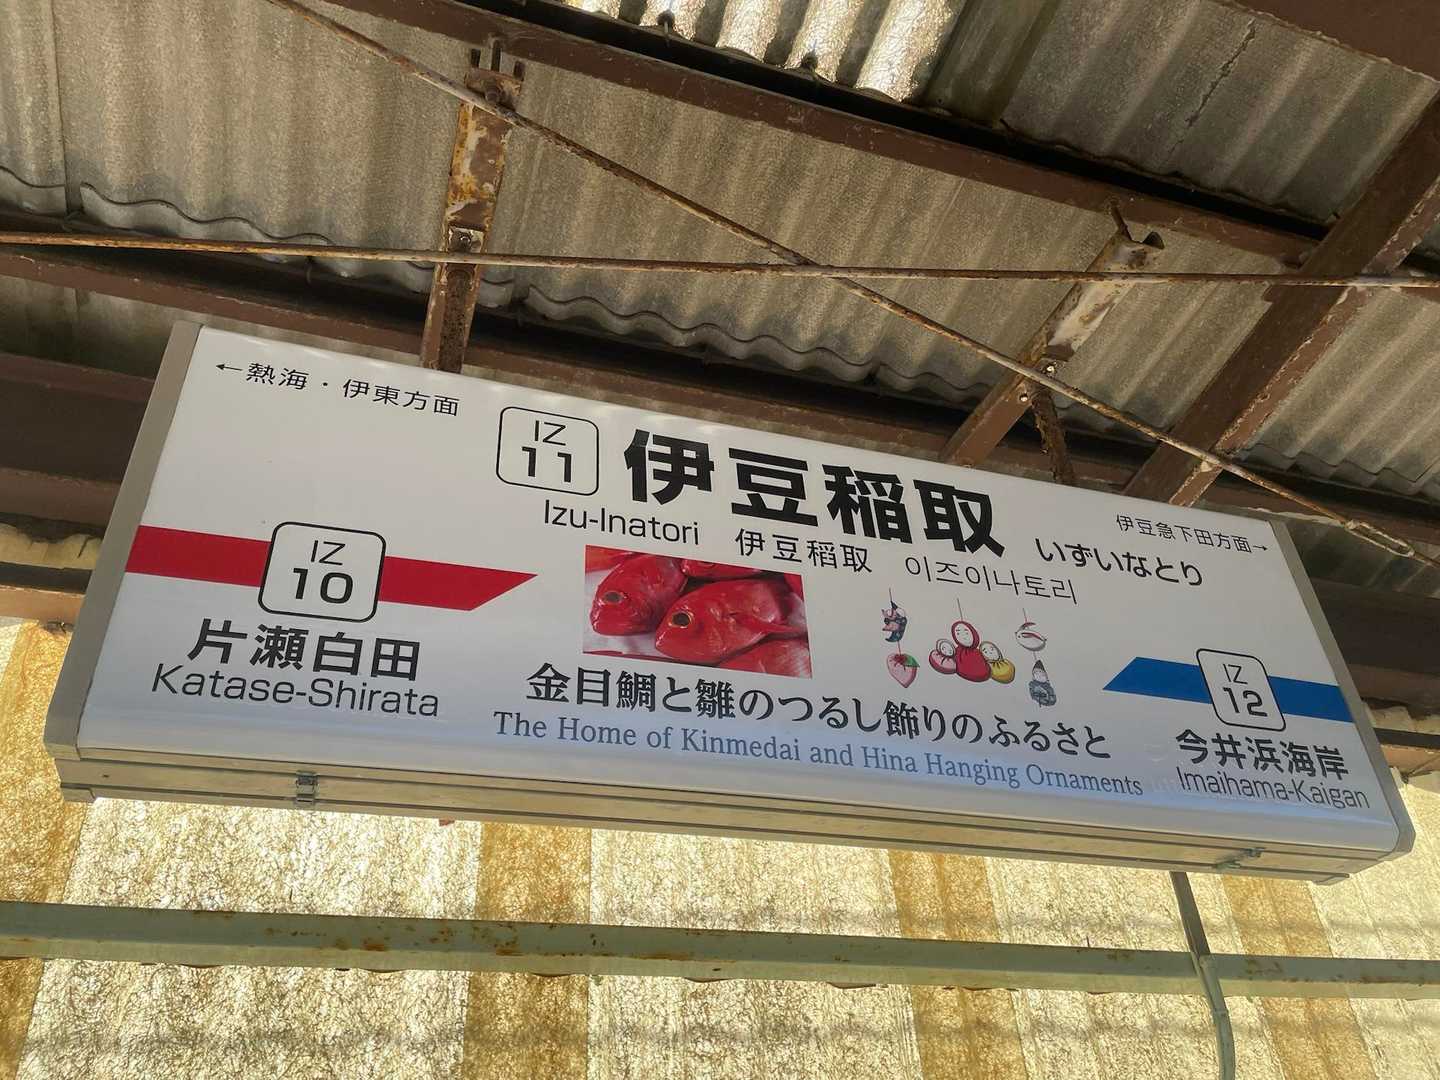 ←熱海・伊東方面
IZ
11
伊豆稲取
伊豆急下田方面→
Izu-Inatori
伊豆稻取
이즈이나토리
いずいなとり
IZ
10
片瀬白田
Katase-Shirata
金目鯛と雛のつるし飾りのふるさと
The Home of Kinmedai and Hina Hanging Ornaments
IZ
12
今井浜海岸
Imaihama-Kaigan